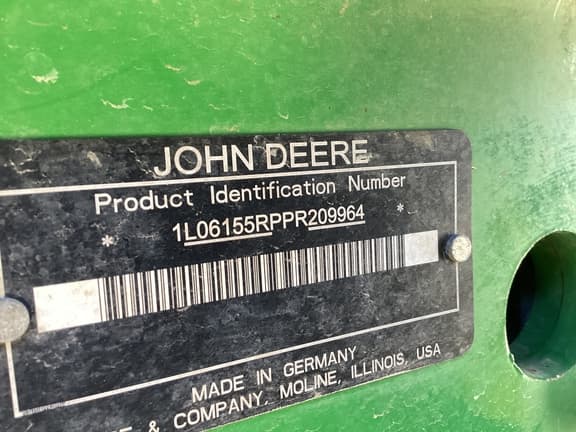 JOHN DEERE
Product Identification Number
* 1L06155RPPR209964 *
MADE IN GERMANY
& COMPANY, MOLINE, ILLINOIS, USA